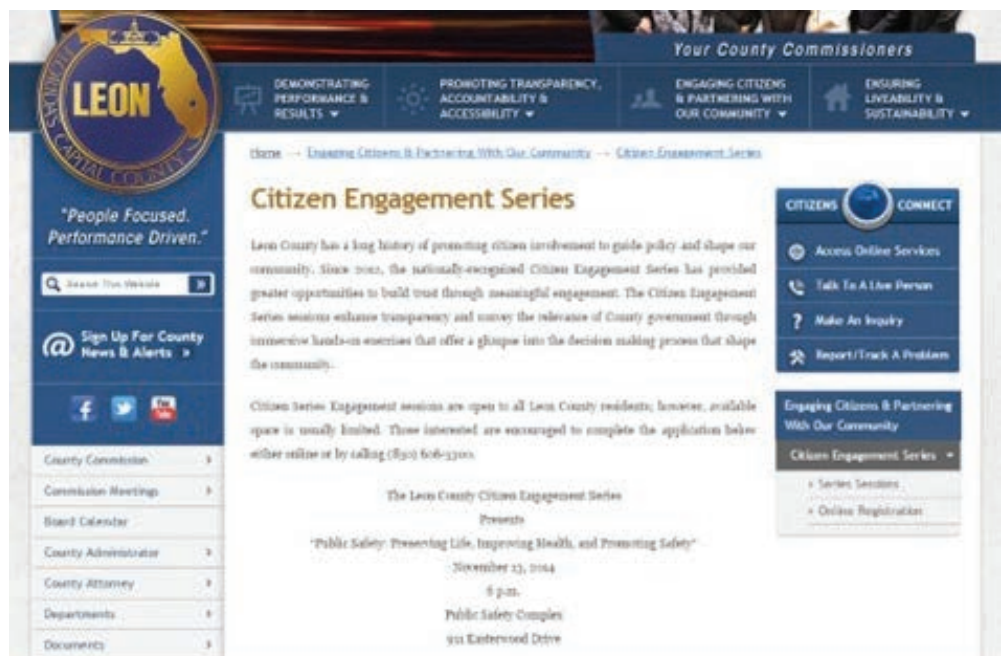 Your County Commissioners
LEON
CAPITAL COUNTY
"People Focused.
Performance Driven."
Search This Website
Sign Up For County
News & Alerts
County Commission
Commission Meetings
Board Calendar
County Administrator
County Attorney
Departments
Documents
DEMONSTRATING
PERFORMANCE &
RESULTS
PROMOTING TRANSPARENCY,
ACCOUNTABILITY &
ACCESSIBILITY
ENGAGING CITIZENS
& PARTNERING WITH
OUR COMMUNITY
ENSURING
LIVEABILITY &
SUSTAINABILITY
Home → Engaging Citizens & Partnering With Our Community → Citizen Engagement Series
Citizen Engagement Series
Leon County has a long history of promoting citizen involvement to guide policy and shape our
community. Since 2012, the nationally-recognized Citizen Engagement Series has provided
greater opportunities to build trust through meaningful engagement. The Citizen Engagement
Series sessions enhance transparency and convey the relevance of County government through
immersive hands-on exercises that offer a glimpse into the decision making process that shape
the community.
Citizen Series Engagement sessions are open to all Leon County residents; however, available
space is usually limited. Those interested are encouraged to complete the application below
either online or by calling (850) 606-5300.
The Leon County Citizen Engagement Series
Presents
"Public Safety: Preserving Life, Improving Health, and Promoting Safety"
November 13, 2014
6 p.m.
Public Safety Complex
911 Easterwood Drive
CITIZENS CONNECT
Access Online Services
Talk To A Live Person
? Make An Inquiry
Report/Track A Problem
Engaging Citizens & Partnering
With Our Community
Citizen Engagement Series
Series Sessions
Online Registration